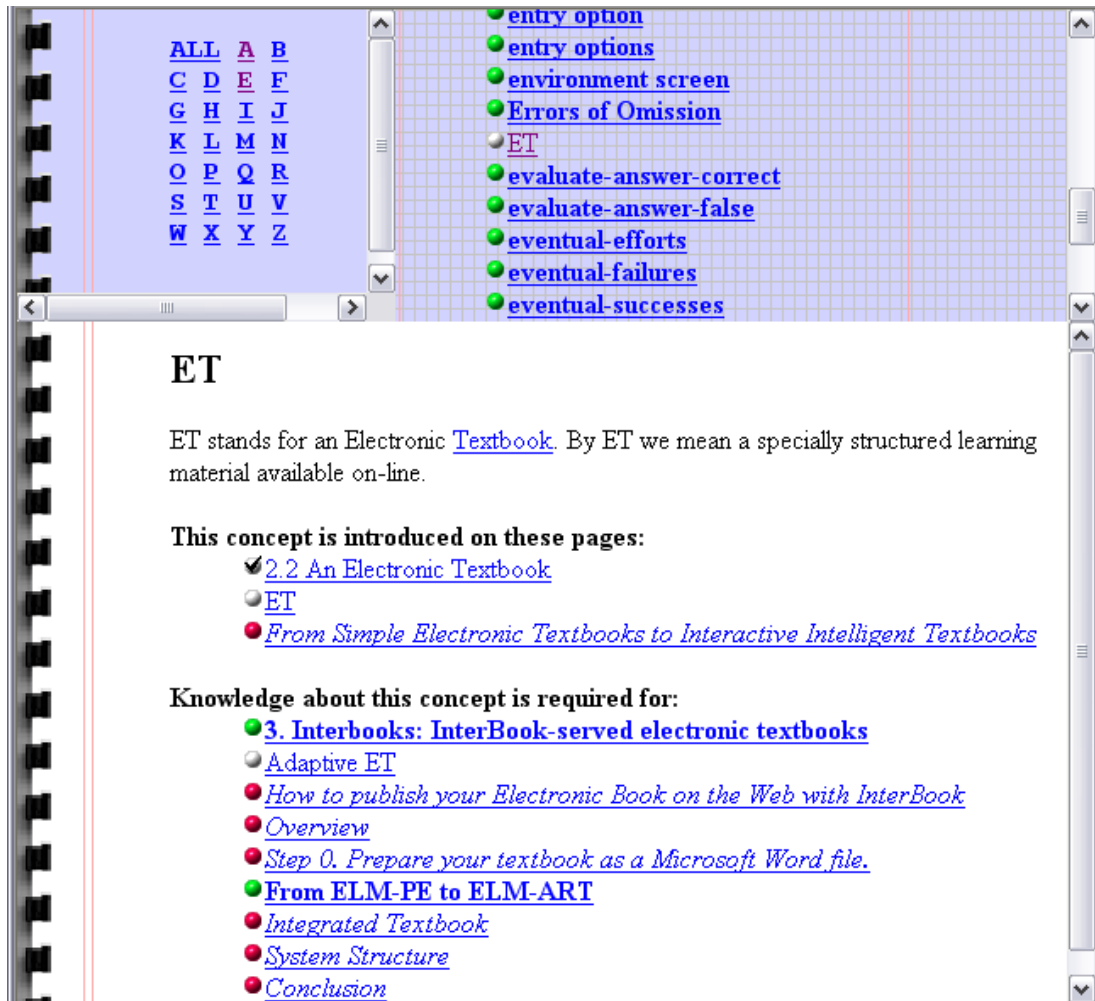 ALL A B
C D E F
G H I J
K L M N
O P Q R
S T U V
W X Y Z
entry option
entry options
environment screen
Errors of Omission
ET
evaluate-answer-correct
evaluate-answer-false
eventual-efforts
eventual-failures
eventual-successes
ET
ET stands for an Electronic Textbook. By ET we mean a specially structured learning
material available on-line.
This concept is introduced on these pages:
2.2 An Electronic Textbook
ET
From Simple Electronic Textbooks to Interactive Intelligent Textbooks
Knowledge about this concept is required for:
3. Interbooks: InterBook-served electronic textbooks
Adaptive ET
How to publish your Electronic Book on the Web with InterBook
Overview
Step 0. Prepare your textbook as a Microsoft Word file.
From ELM-PE to ELM-ART
Integrated Textbook
System Structure
Conclusion